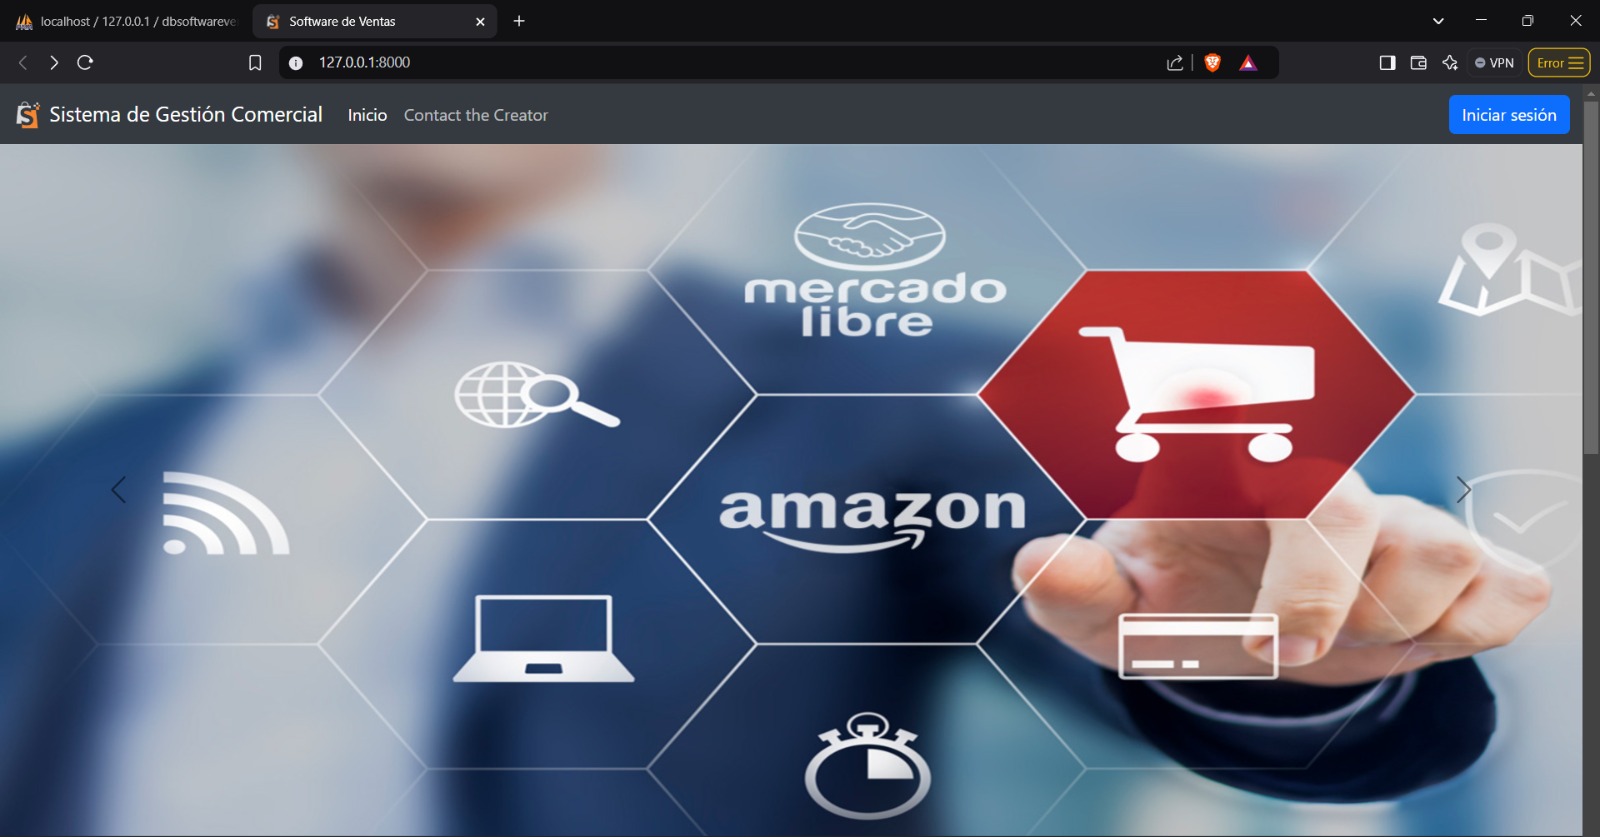 localhost / 127.0.0.1 / dbsoftwareve
Software de Ventas
127.0.0.1:8000
VPN
Error
Sistema de Gestión Comercial
Inicio
Contact the Creator
Iniciar sesión
mercado
libre
amazon